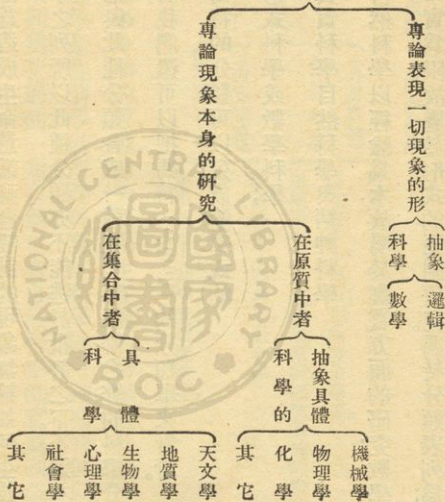 專論表現一切現象的形
抽象
科學
邏輯
數學
專論現象本身的研究
在原質中者
抽象具體
科學的
機械學
物理學
化學
其它
在集合中者
具體
科學
天文學
地質學
生物學
心理學
社會學
其它
國家
圖書
NATIONAL CENTRAL LIBRARY
ROC